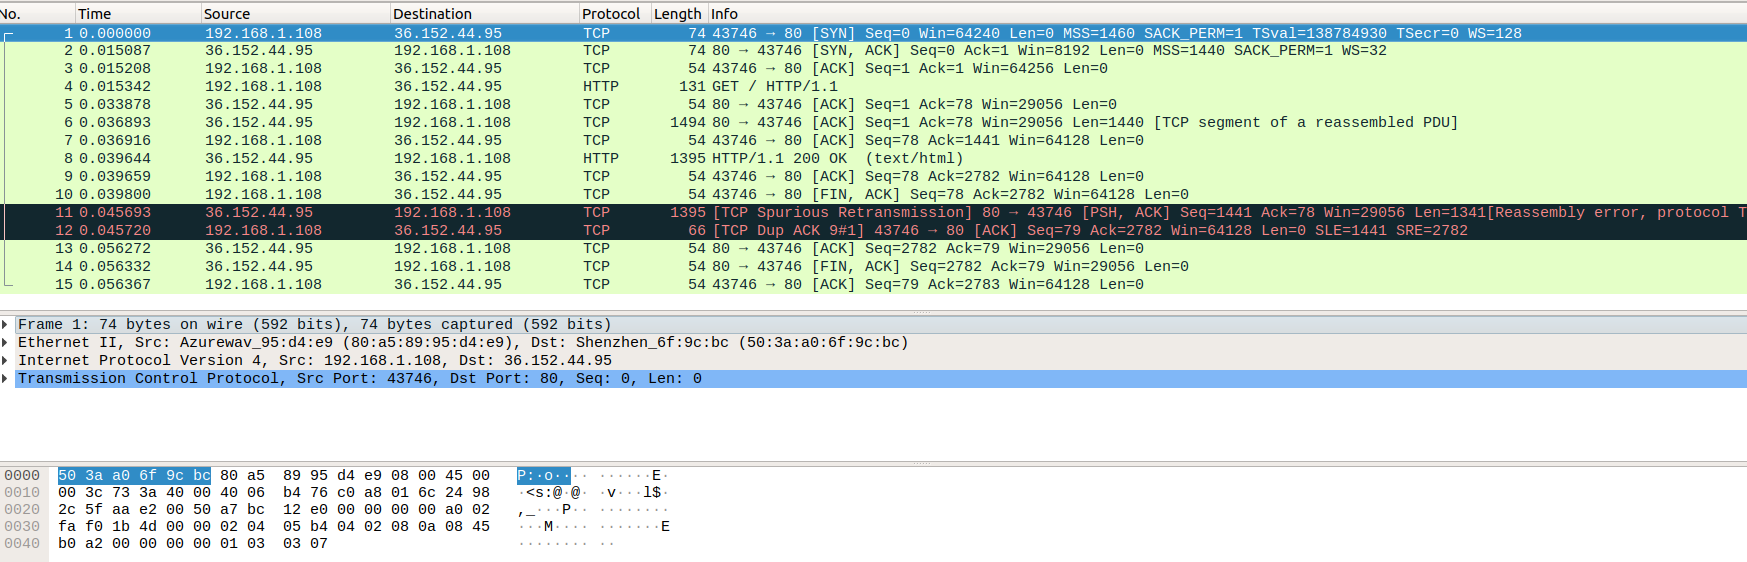 No. Time Source Destination Protocol Length Info
1 0.000000 192.168.1.108 36.152.44.95 TCP 74 43746 → 80 [SYN] Seq=0 Win=64240 Len=0 MSS=1460 SACK_PERM=1 TSval=138784930 TSecr=0 WS=128
2 0.015087 36.152.44.95 192.168.1.108 TCP 74 80 → 43746 [SYN, ACK] Seq=0 Ack=1 Win=8192 Len=0 MSS=1440 SACK_PERM=1 WS=32
3 0.015208 192.168.1.108 36.152.44.95 TCP 54 43746 → 80 [ACK] Seq=1 Ack=1 Win=64256 Len=0
4 0.015342 192.168.1.108 36.152.44.95 HTTP 131 GET / HTTP/1.1
5 0.033878 36.152.44.95 192.168.1.108 TCP 54 80 → 43746 [ACK] Seq=1 Ack=78 Win=29056 Len=0
6 0.036893 36.152.44.95 192.168.1.108 TCP 1494 80 → 43746 [ACK] Seq=1 Ack=78 Win=29056 Len=1440 [TCP segment of a reassembled PDU]
7 0.036916 192.168.1.108 36.152.44.95 TCP 54 43746 → 80 [ACK] Seq=78 Ack=1441 Win=64128 Len=0
8 0.039644 36.152.44.95 192.168.1.108 HTTP 1395 HTTP/1.1 200 OK (text/html)
9 0.039659 192.168.1.108 36.152.44.95 TCP 54 43746 → 80 [ACK] Seq=78 Ack=2782 Win=64128 Len=0
10 0.039800 192.168.1.108 36.152.44.95 TCP 54 43746 → 80 [FIN, ACK] Seq=78 Ack=2782 Win=64128 Len=0
11 0.045693 36.152.44.95 192.168.1.108 TCP 1395 [TCP Spurious Retransmission] 80 → 43746 [PSH, ACK] Seq=1441 Ack=78 Win=29056 Len=1341[Reassembly error, protocol T
12 0.045720 192.168.1.108 36.152.44.95 TCP 66 [TCP Dup ACK 9#1] 43746 → 80 [ACK] Seq=79 Ack=2782 Win=64128 Len=0 SLE=1441 SRE=2782
13 0.056272 36.152.44.95 192.168.1.108 TCP 54 80 → 43746 [ACK] Seq=2782 Ack=79 Win=29056 Len=0
14 0.056332 36.152.44.95 192.168.1.108 TCP 54 80 → 43746 [FIN, ACK] Seq=2782 Ack=79 Win=29056 Len=0
15 0.056367 192.168.1.108 36.152.44.95 TCP 54 43746 → 80 [ACK] Seq=79 Ack=2783 Win=64128 Len=0
Frame 1: 74 bytes on wire (592 bits), 74 bytes captured (592 bits)
Ethernet II, Src: Azurewav_95:d4:e9 (80:a5:89:95:d4:e9), Dst: Shenzhen_6f:9c:bc (50:3a:a0:6f:9c:bc)
Internet Protocol Version 4, Src: 192.168.1.108, Dst: 36.152.44.95
Transmission Control Protocol, Src Port: 43746, Dst Port: 80, Seq: 0, Len: 0
0000 50 3a a0 6f 9c bc 80 a5 89 95 d4 e9 08 00 45 00 P:·o···· ······E·
0010 00 3c 73 3a 40 00 40 06 b4 76 c0 a8 01 6c 24 98 ·<s:@·@· ·v···l$·
0020 2c 5f aa e2 00 50 a7 bc 12 e0 00 00 00 00 a0 02 ,_···P·· ········
0030 fa f0 1b 4d 00 00 02 04 05 b4 04 02 08 0a 08 45 ···M···· ·······E
0040 b0 a2 00 00 00 00 01 03 03 07 ········ ··